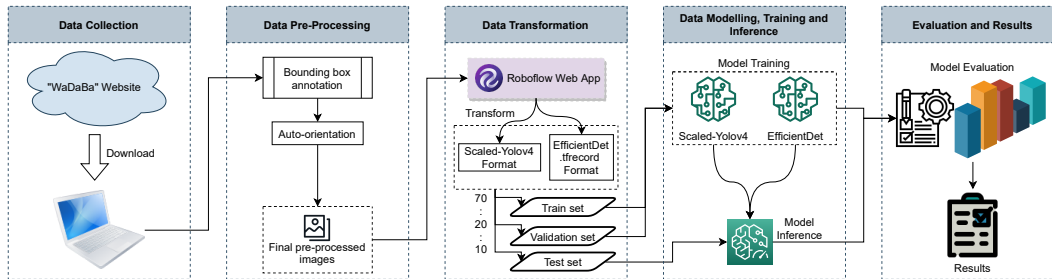 Data Collection
"WaDaBa" Website
Download
Data Pre-Processing
Bounding box
annotation
Auto-orientation
Final pre-processed
images
Data Transformation
Roboflow Web App
Transform
Scaled-Yolov4
Format
EfficientDet
.tfrecord
Format
70
:
20
:
10
Train set
Validation set
Test set
Data Modelling, Training and
Inference
Model Training
Scaled-Yolov4
EfficientDet
Model
Inference
Evaluation and Results
Model Evaluation
Results